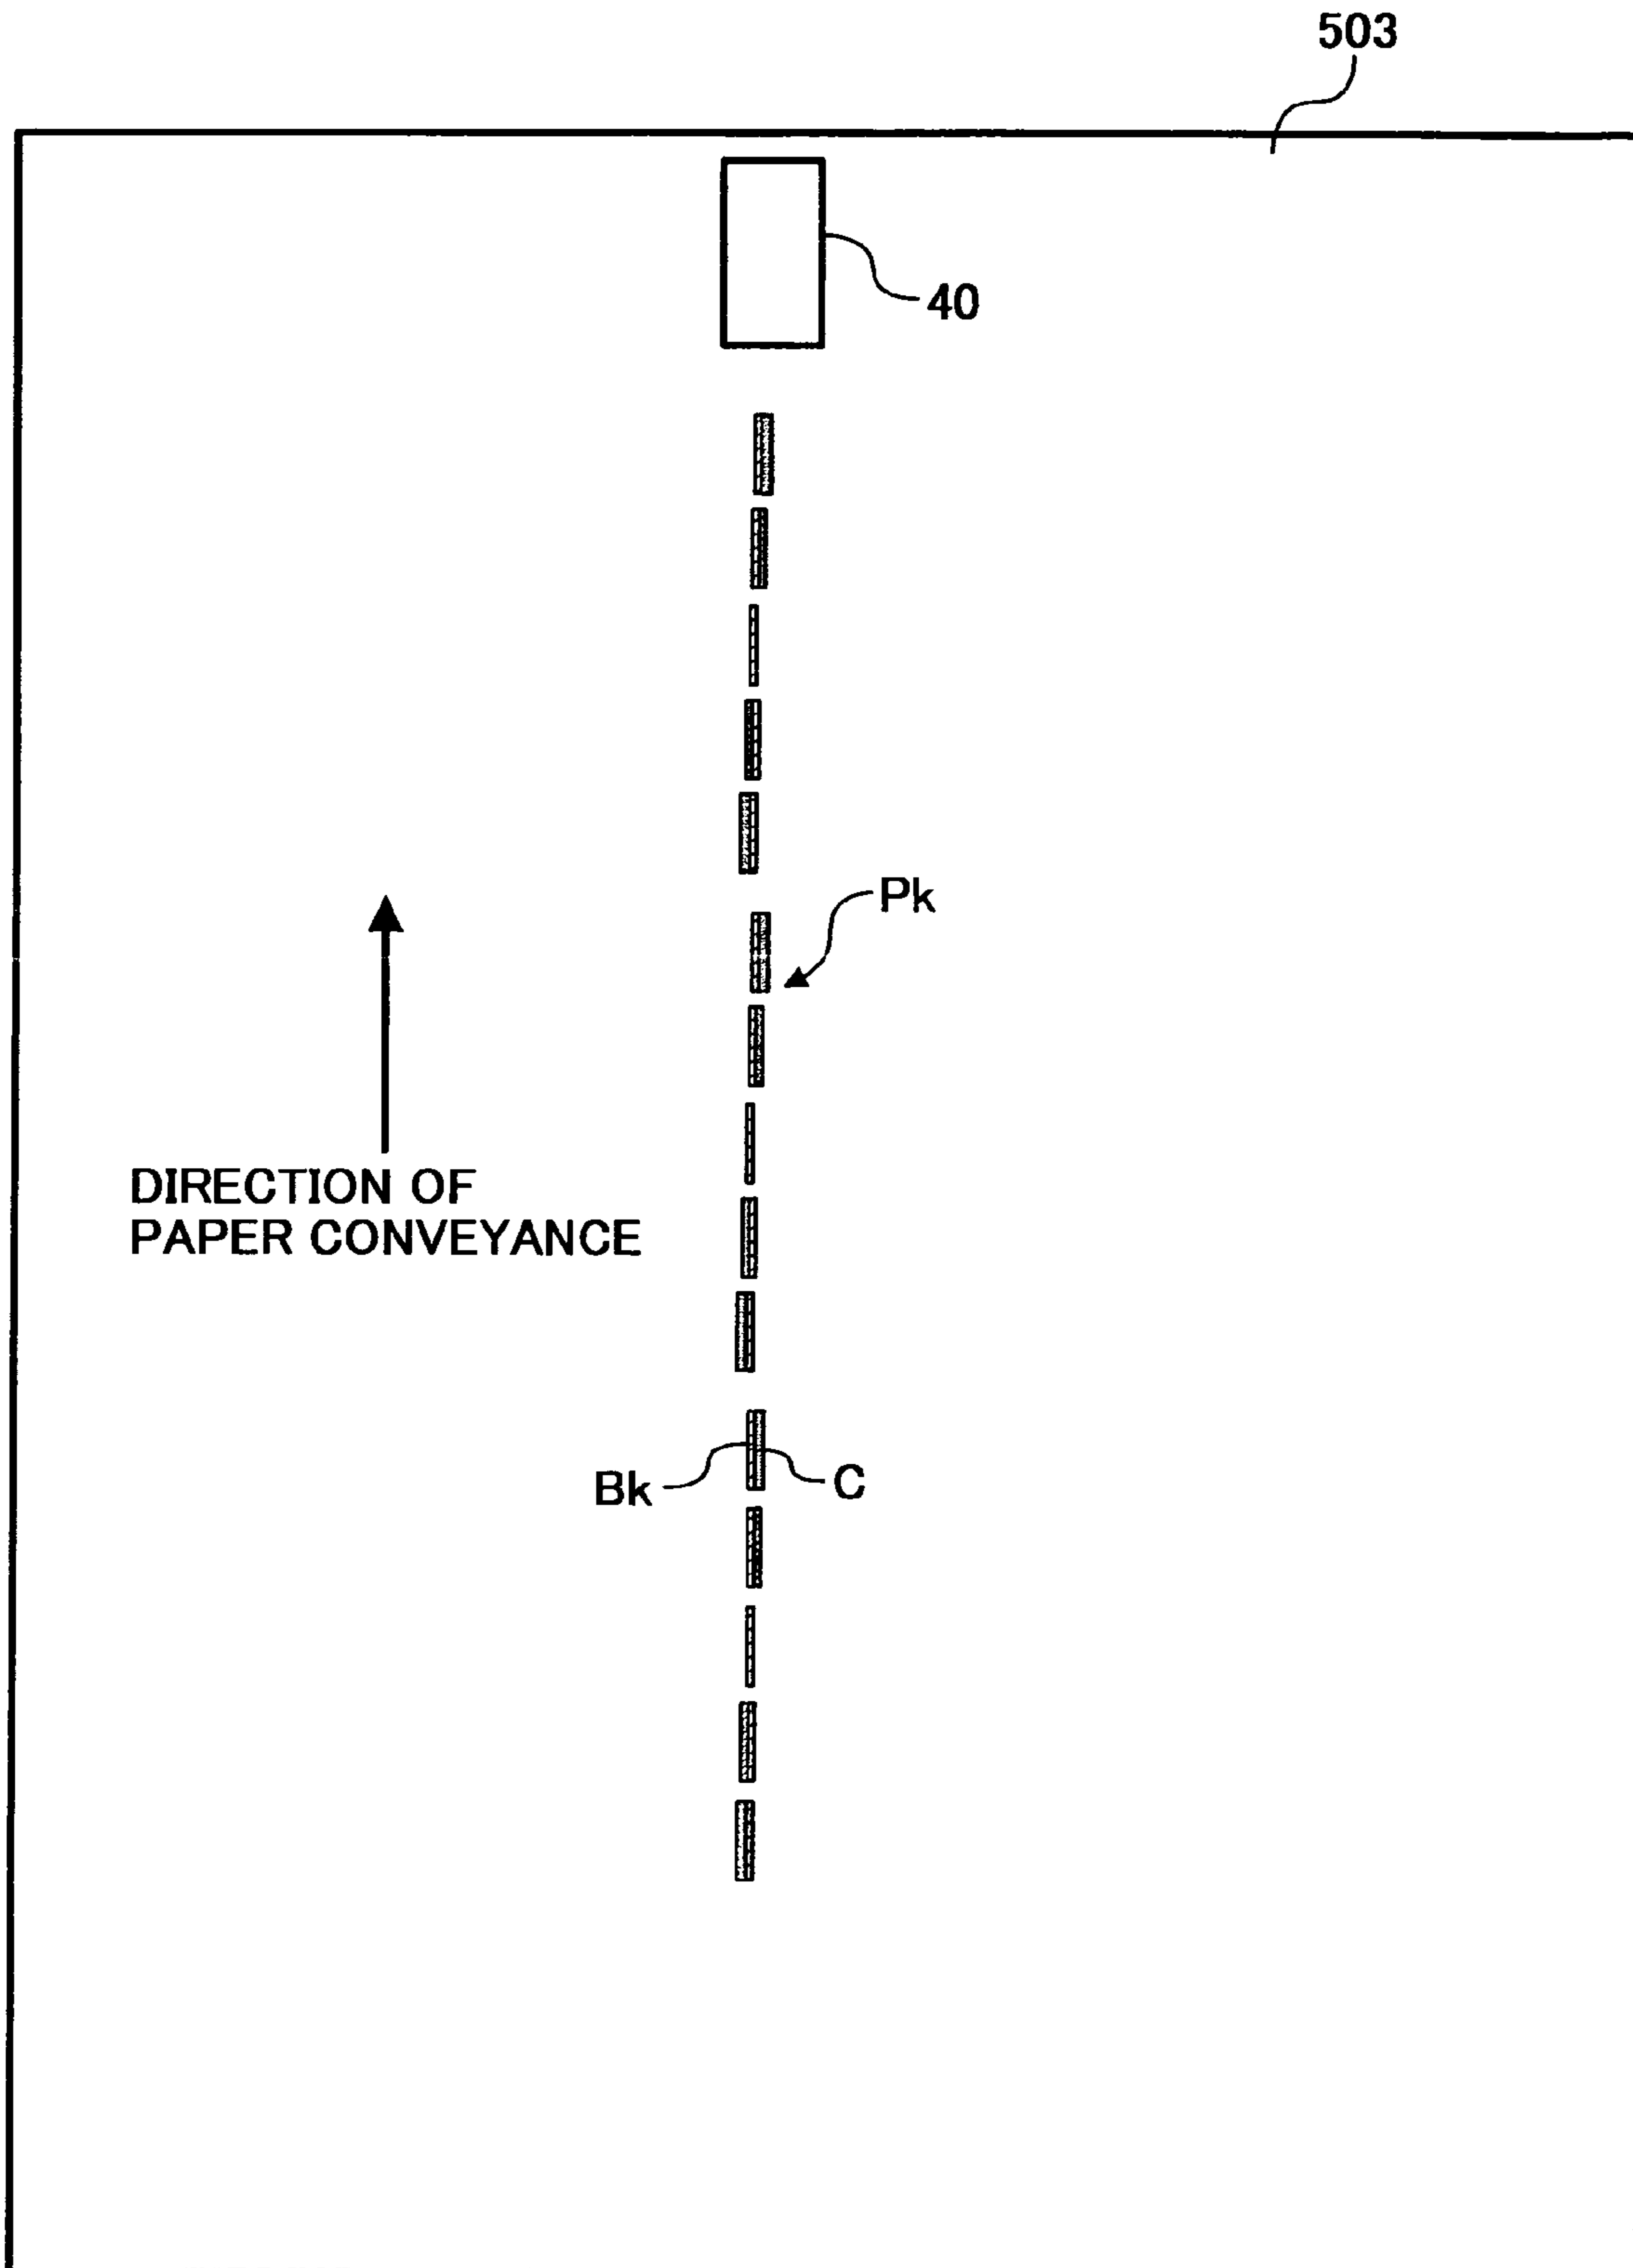 503
40
Pk
DIRECTION OF
PAPER CONVEYANCE
Bk
C